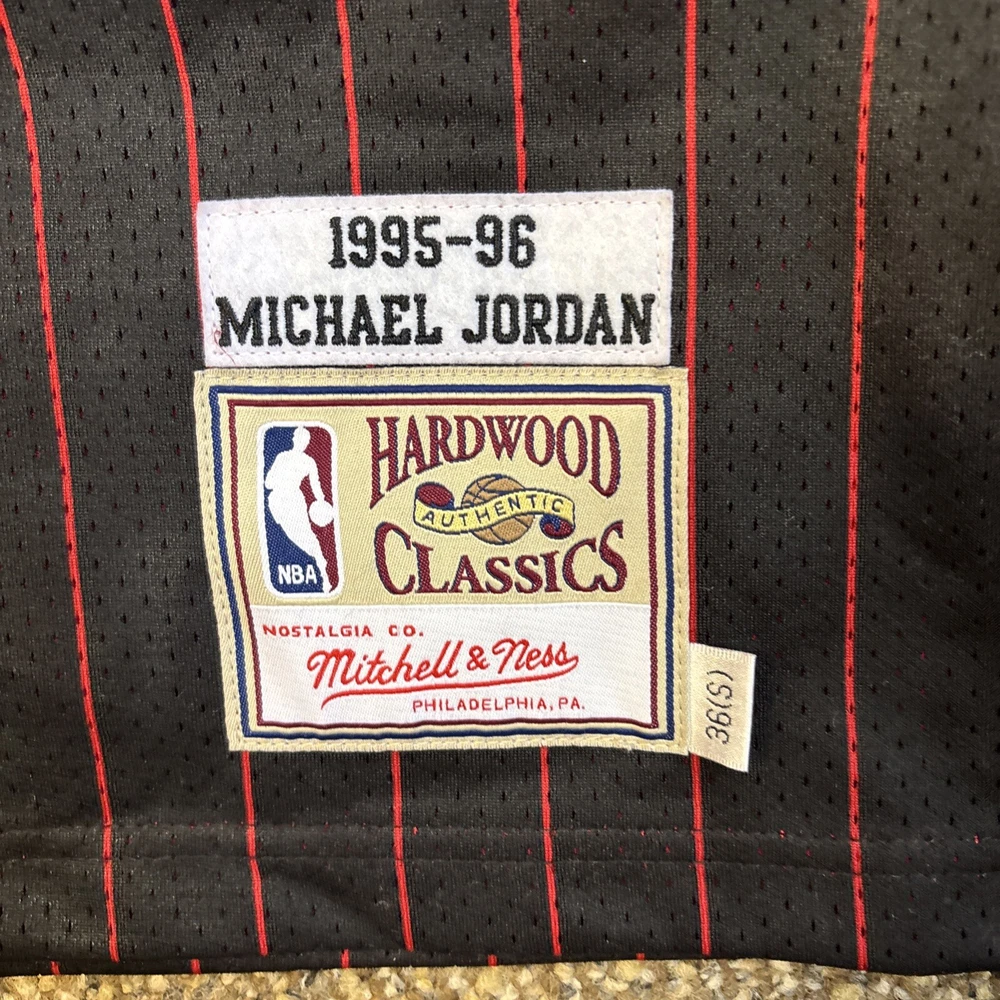 1995-96
MICHAEL JORDAN
HARDWOOD
AUTHENTIC
CLASSICS
NBA
NOSTALGIA CO.
Mitchell & Ness
PHILADELPHIA, PA.
36(S)